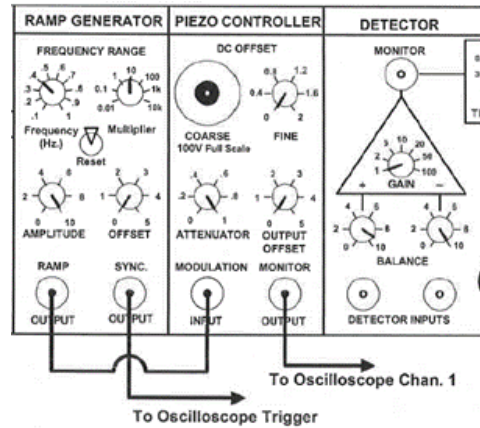 RAMP GENERATOR
PIEZO CONTROLLER
DETECTOR
FREQUENCY RANGE
.1 .2 .3 .4 .5 .6 .7 .8 .9 1
0.01 0.1 1 10 100 1k 10k
Frequency (Hz.)
Multiplier
Reset
0 2 4 6 8 10
AMPLITUDE
0 1 2 3 4 5
OFFSET
RAMP
OUTPUT
SYNC.
OUTPUT
DC OFFSET
COARSE
100V Full Scale
0 0.4 0.8 1.2 1.6 2
FINE
0 .2 .4 .6 .8 1
ATTENUATOR
0 1 2 3 4 5
OUTPUT
OFFSET
MODULATION
INPUT
MONITOR
OUTPUT
MONITOR
1 2 3 10 20 50 100
GAIN
+ −
0 2 4 6 8 10
0 2 4 6 8 10
BALANCE
DETECTOR INPUTS
To Oscilloscope Chan. 1
To Oscilloscope Trigger